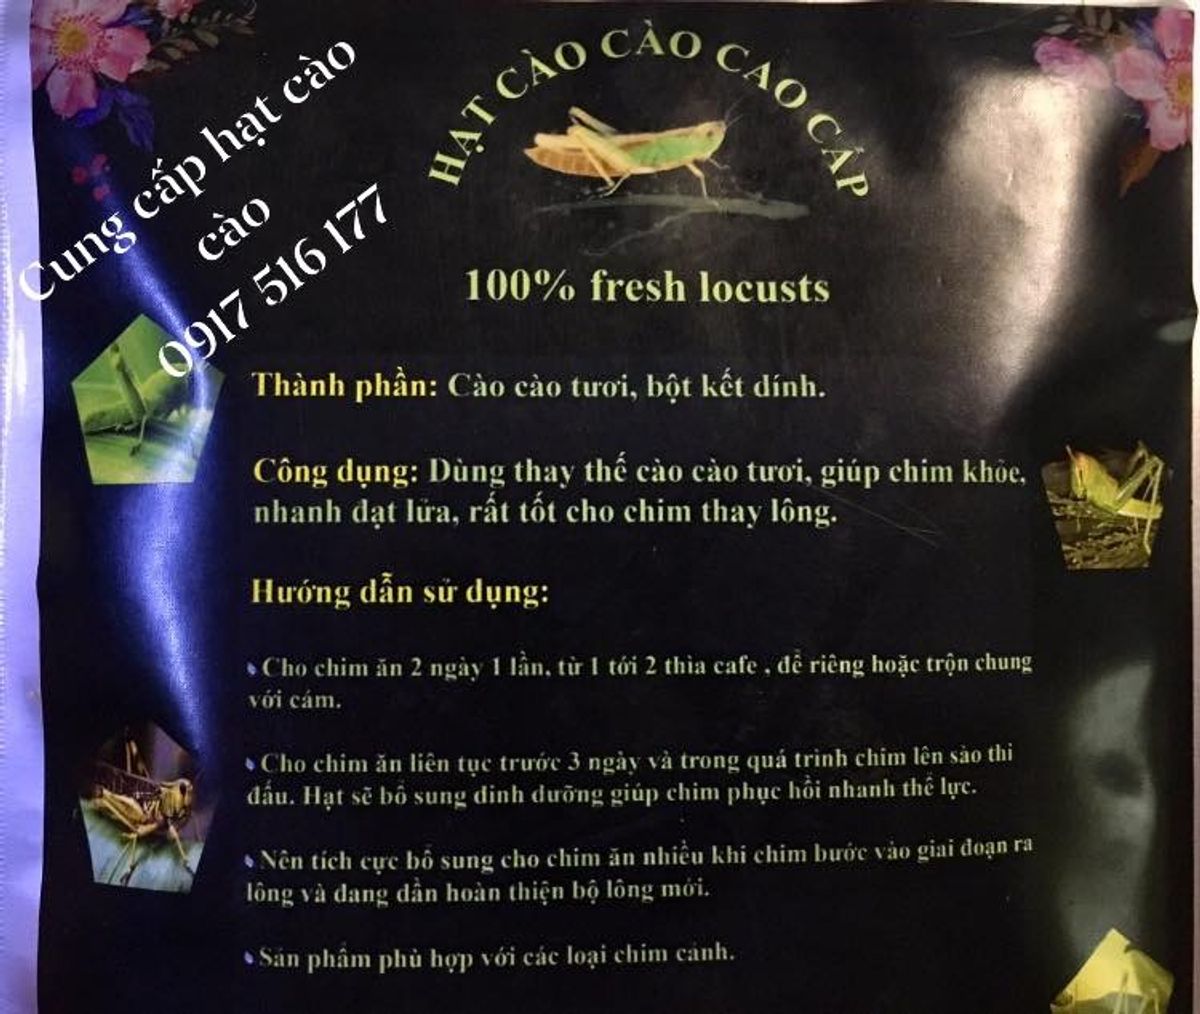 HẠT CÀO CÀO CAO CẤP
Cung cấp hạt cào
cào
0917 516 177
100% fresh locusts
Thành phần: Cào cào tươi, bột kết dính.
Công dụng: Dùng thay thế cào cào tươi, giúp chim khỏe,
nhanh đạt lửa, rất tốt cho chim thay lông.
Hướng dẫn sử dụng:
Cho chim ăn 2 ngày 1 lần, từ 1 tới 2 thìa cafe , để riêng hoặc trộn chung
với cám.
Cho chim ăn liên tục trước 3 ngày và trong quá trình chim lên sào thi
đấu. Hạt sẽ bổ sung dinh dưỡng giúp chim phục hồi nhanh thể lực.
Nên tích cực bổ sung cho chim ăn nhiều khi chim bước vào giai đoạn ra
lông và đang dần hoàn thiện bộ lông mới.
Sản phẩm phù hợp với các loại chim cảnh.